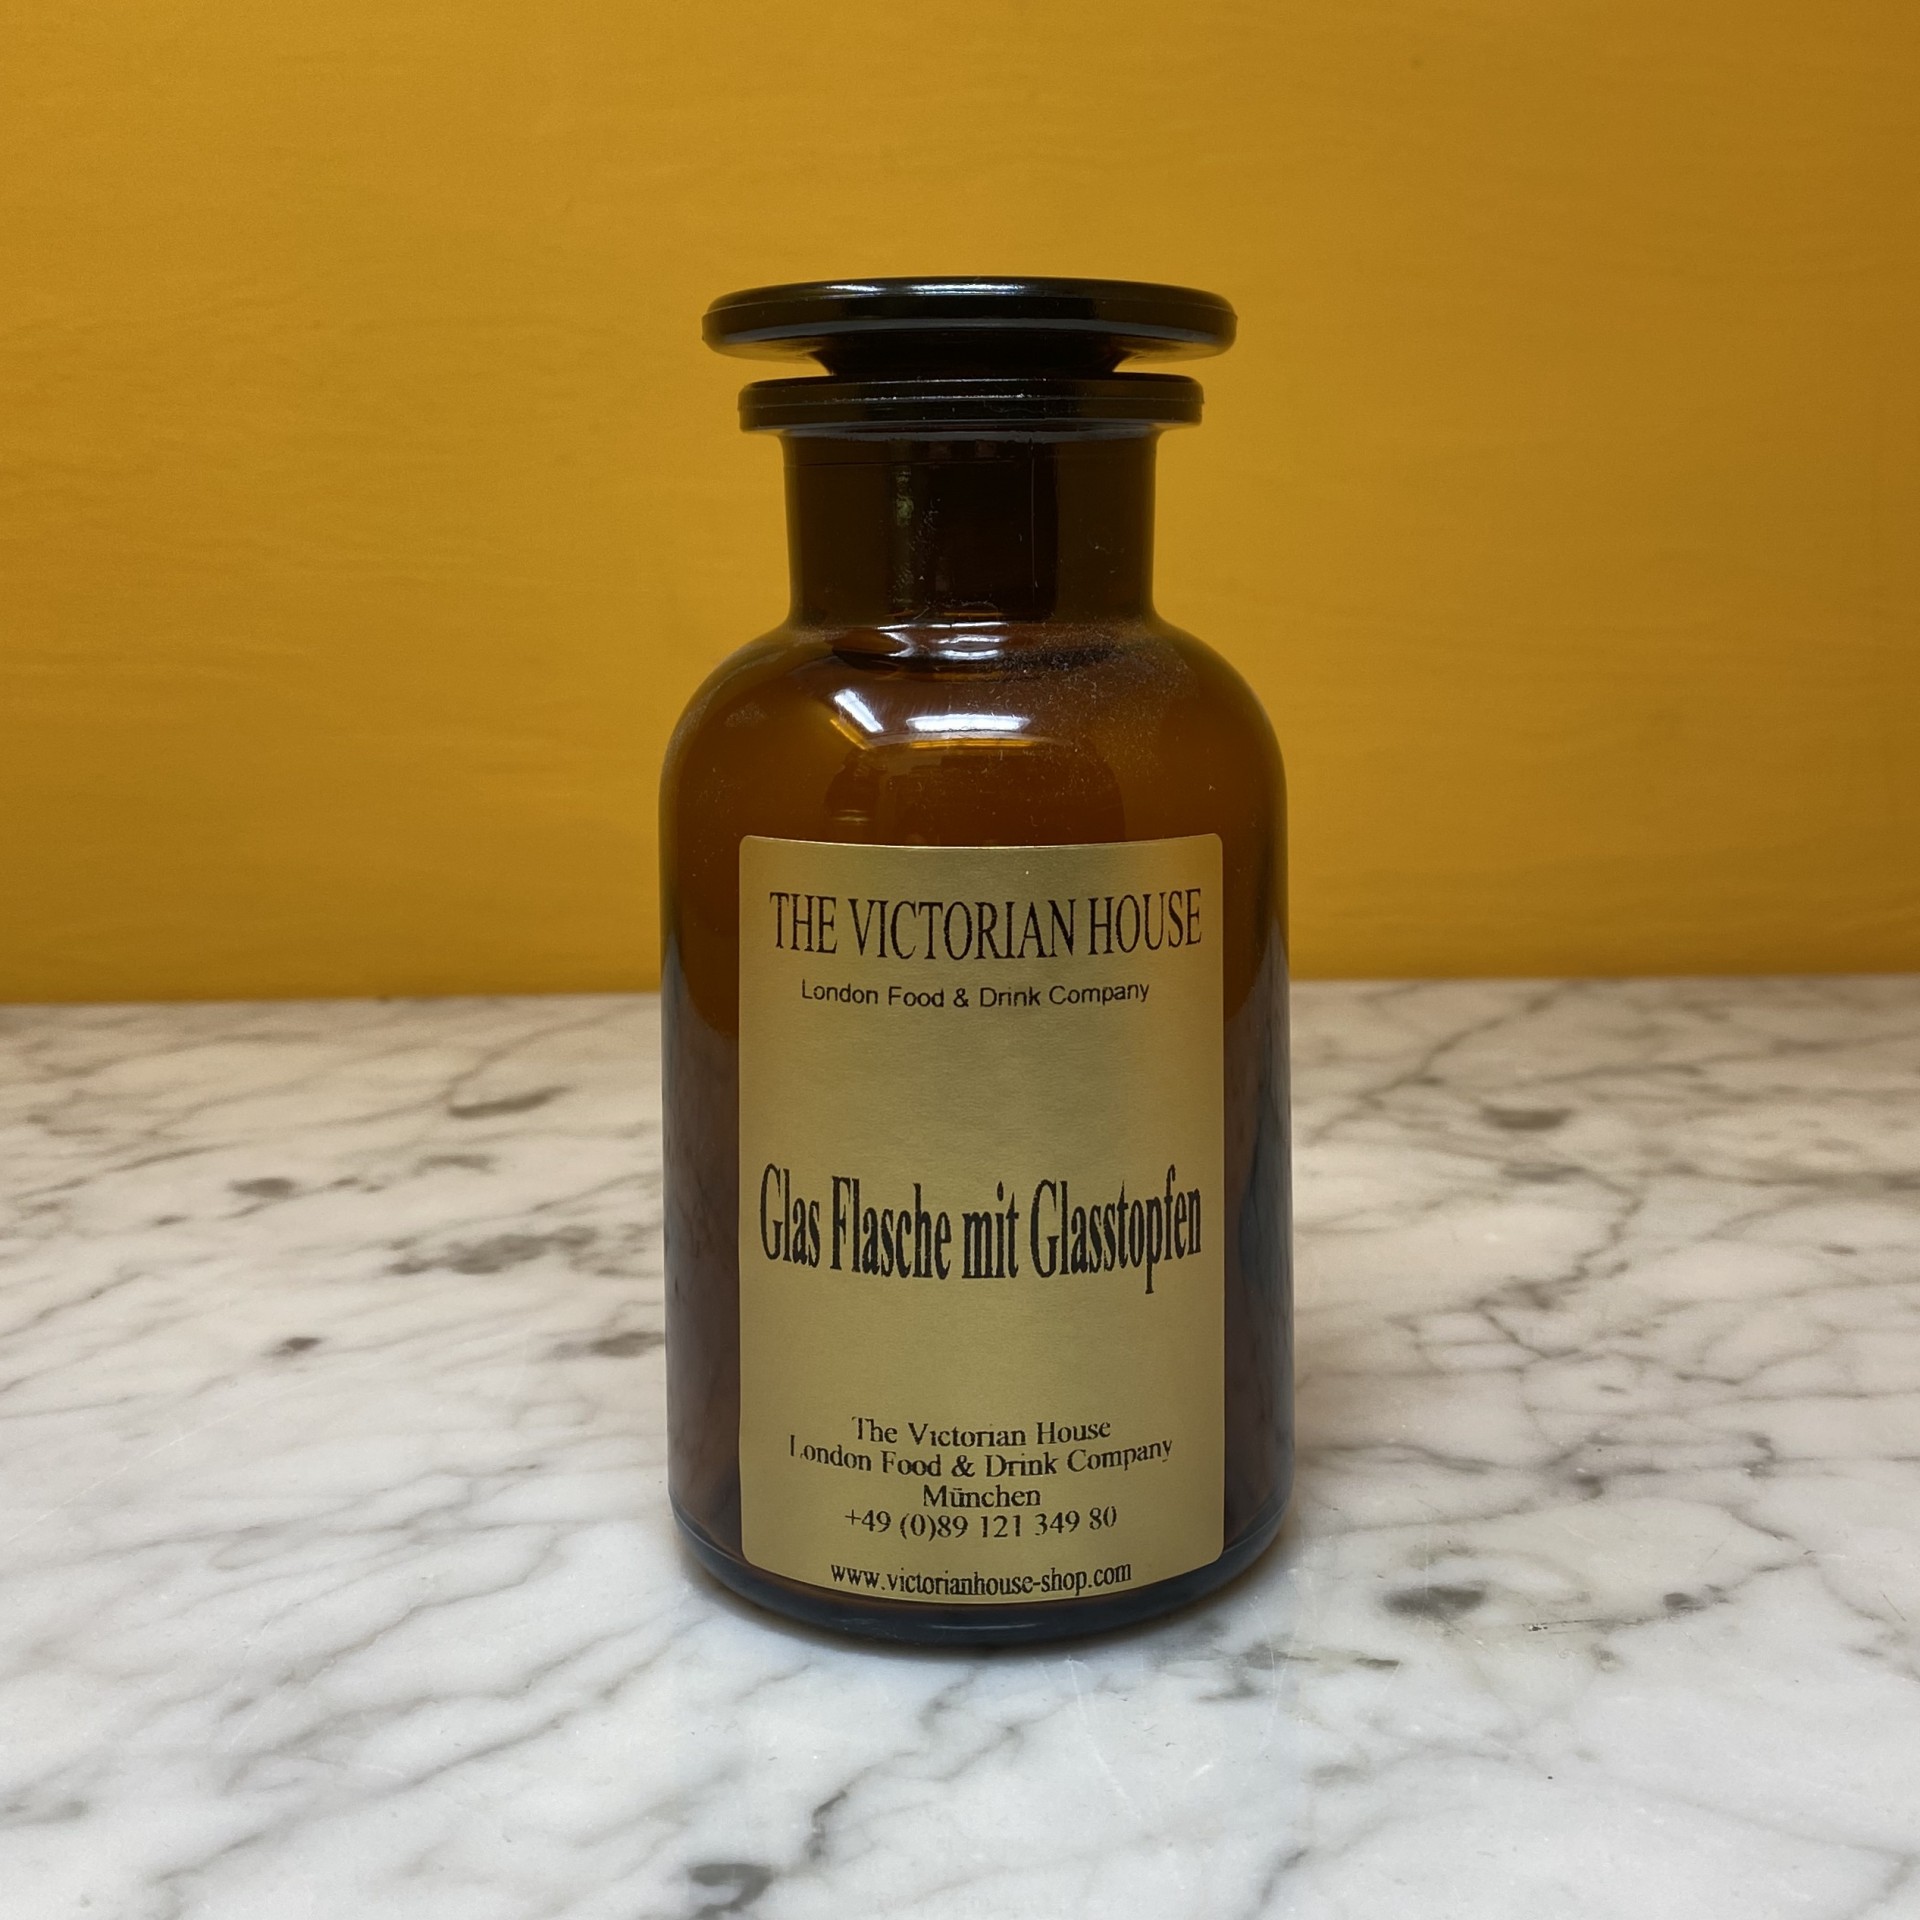 THE VICTORIAN HOUSE
London Food & Drink Company
Glas Flasche mit Glasstopfen
The Victorian House
London Food & Drink Company
München
+49 (0)89 121 349 80
www.victorianhouse-shop.com